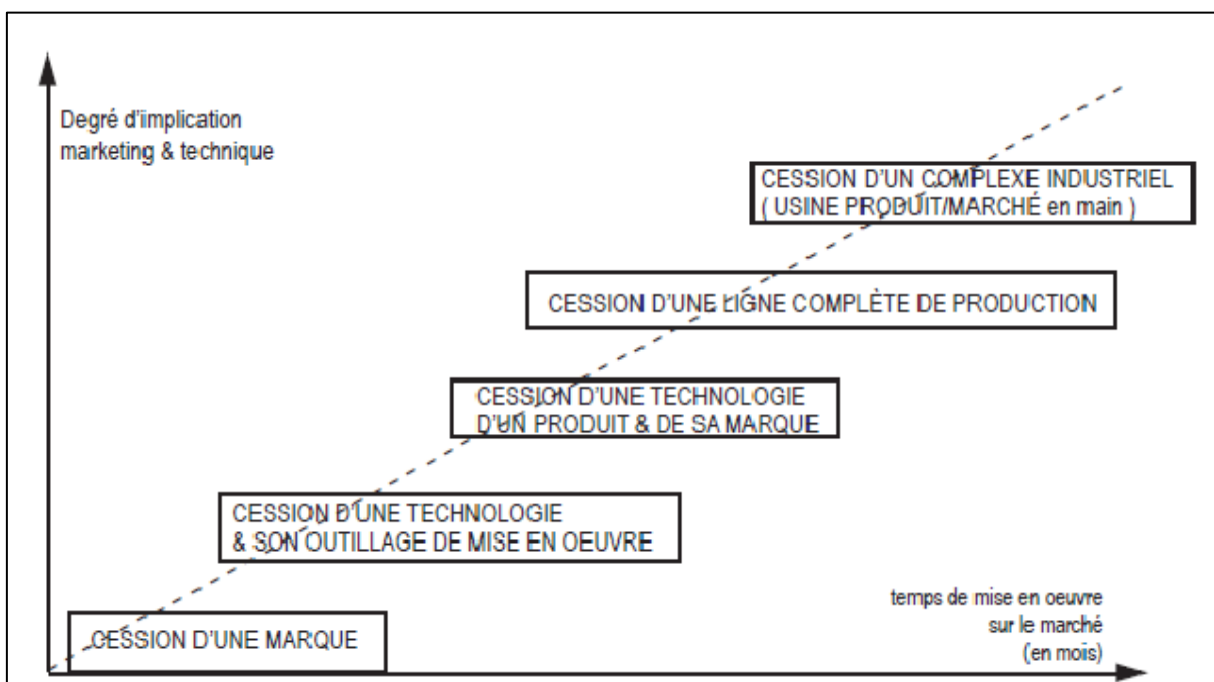 Degré d'implication
marketing & technique
CESSION D'UN COMPLEXE INDUSTRIEL
( USINE PRODUIT/MARCHÉ en main )
CESSION D'UNE LIGNE COMPLÈTE DE PRODUCTION
CESSION D'UNE TECHNOLOGIE
D'UN PRODUIT & DE SA MARQUE
CESSION D'UNE TECHNOLOGIE
& SON OUTILLAGE DE MISE EN OEUVRE
CESSION D'UNE MARQUE
temps de mise en oeuvre
sur le marché
(en mois)